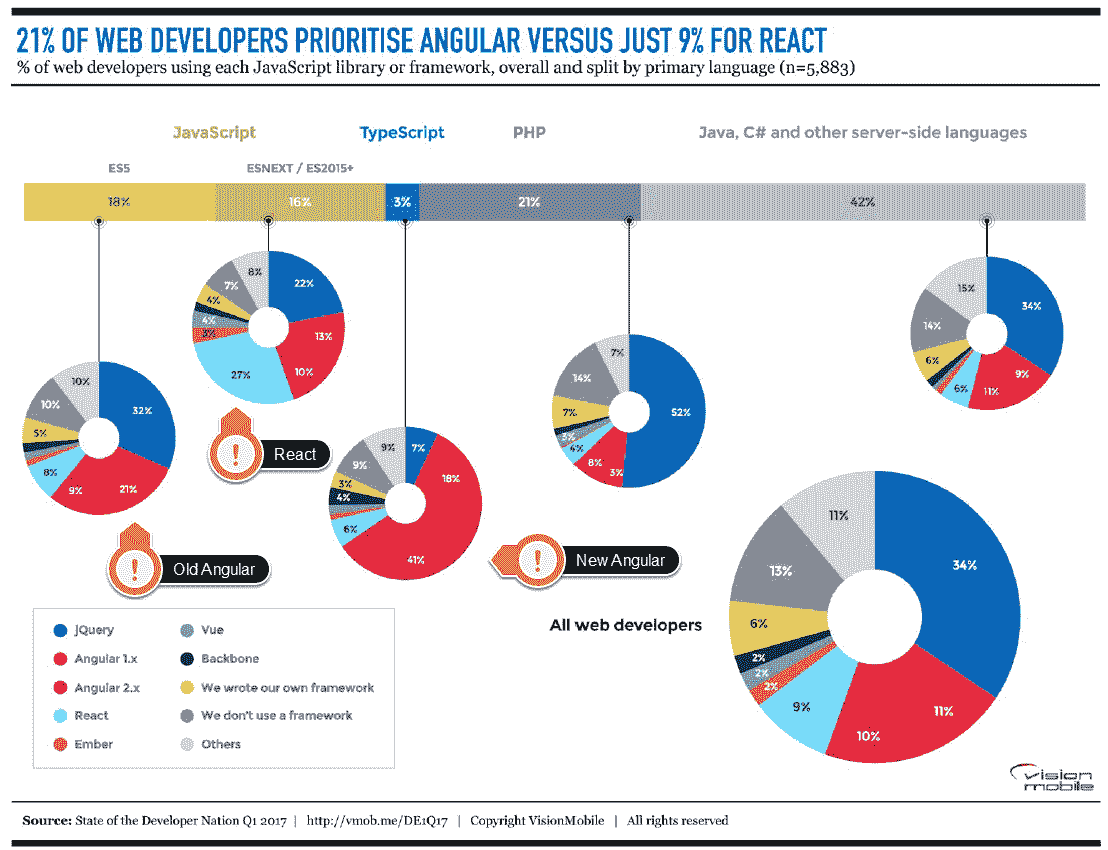 21% OF WEB DEVELOPERS PRIORITISE ANGULAR VERSUS JUST 9% FOR REACT
% of web developers using each JavaScript library or framework, overall and split by primary language (n=5,883)
JavaScript
TypeScript
PHP
Java, C# and other server-side languages
ES5
ESNEXT / ES2015+
18%
16%
3%
21%
42%
8%
22%
7%
4%
13%
4%
3%
27%
10%
15%
34%
14%
6%
9%
6%
11%
10%
32%
10%
5%
8%
9%
21%
React
7%
14%
52%
7%
3%
4%
8%
3%
9%
7%
9%
18%
3%
4%
6%
41%
Old Angular
New Angular
11%
34%
13%
6%
2%
2%
2%
9%
11%
10%
All web developers
jQuery
Angular 1.x
Angular 2.x
React
Ember
Vue
Backbone
We wrote our own framework
We don't use a framework
Others
vision
mobile
Source: State of the Developer Nation Q1 2017 | http://vmob.me/DE1Q17 | Copyright VisionMobile | All rights reserved